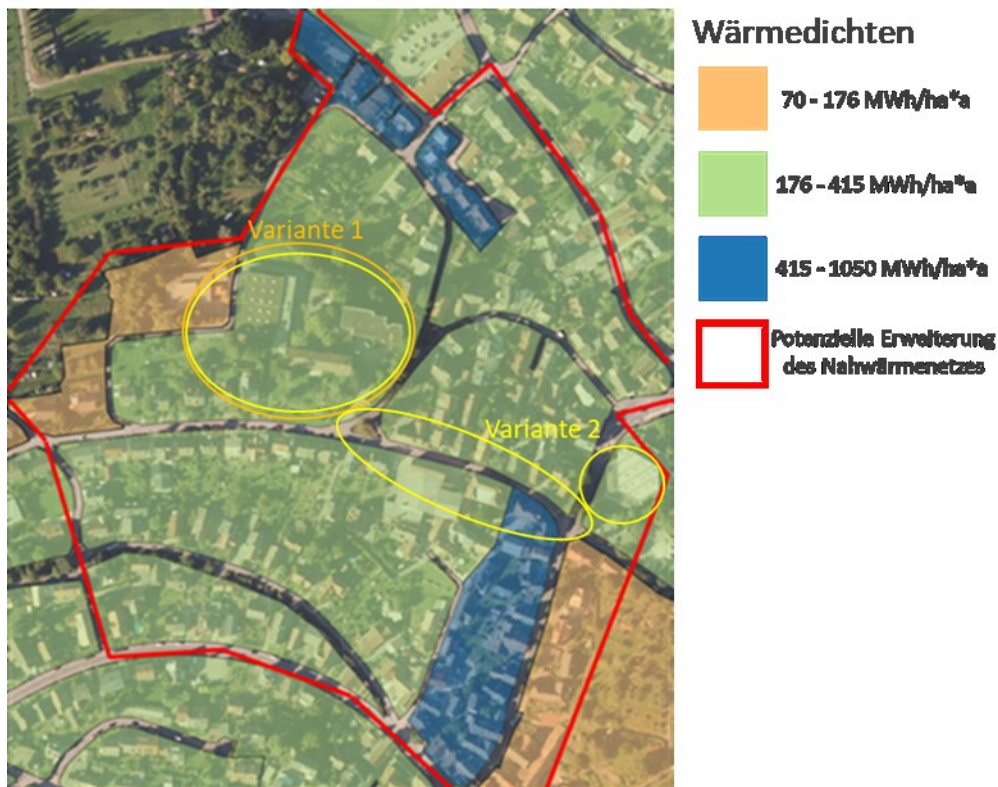 Wärmedichten
70 - 176 MWh/ha*a
176 - 415 MWh/ha*a
415 - 1050 MWh/ha*a
Potenzielle Erweiterung
des Nahwärmenetzes
Variante 1
Variante 2